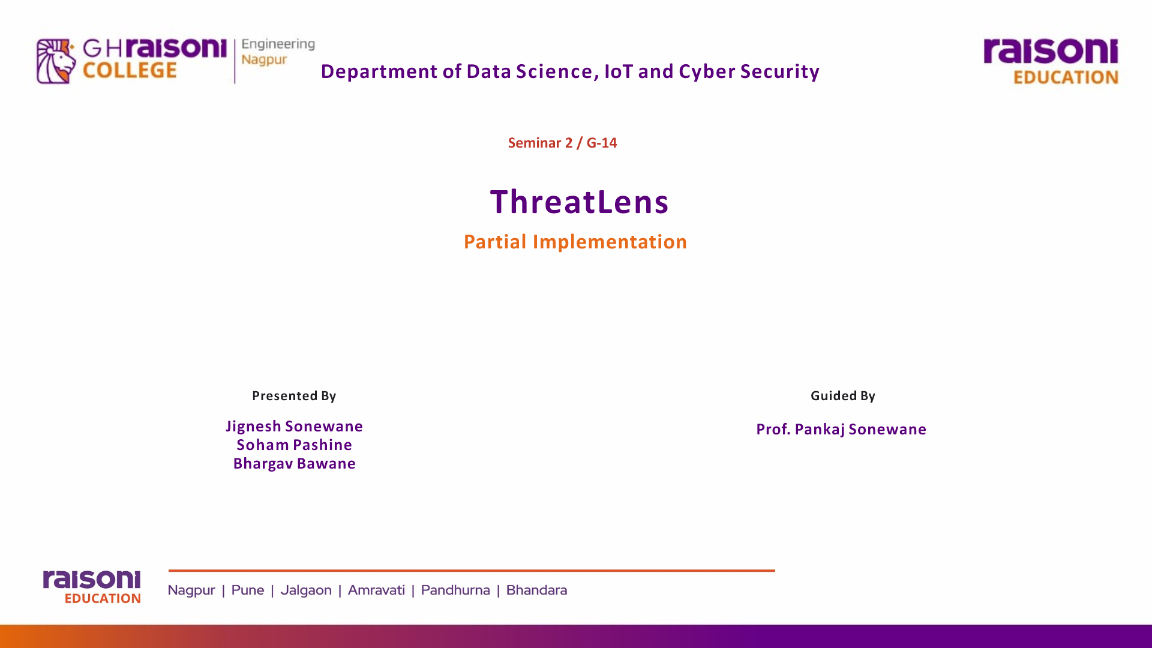 GHraisoni COLLEGE | Engineering Nagpur
raisoni EDUCATION
Department of Data Science, IoT and Cyber Security
Seminar 2 / G-14
ThreatLens
Partial Implementation
Presented By
Jignesh Sonewane
Soham Pashine
Bhargav Bawane
Guided By
Prof. Pankaj Sonewane
raisoni EDUCATION
Nagpur | Pune | Jalgaon | Amravati | Pandhurna | Bhandara